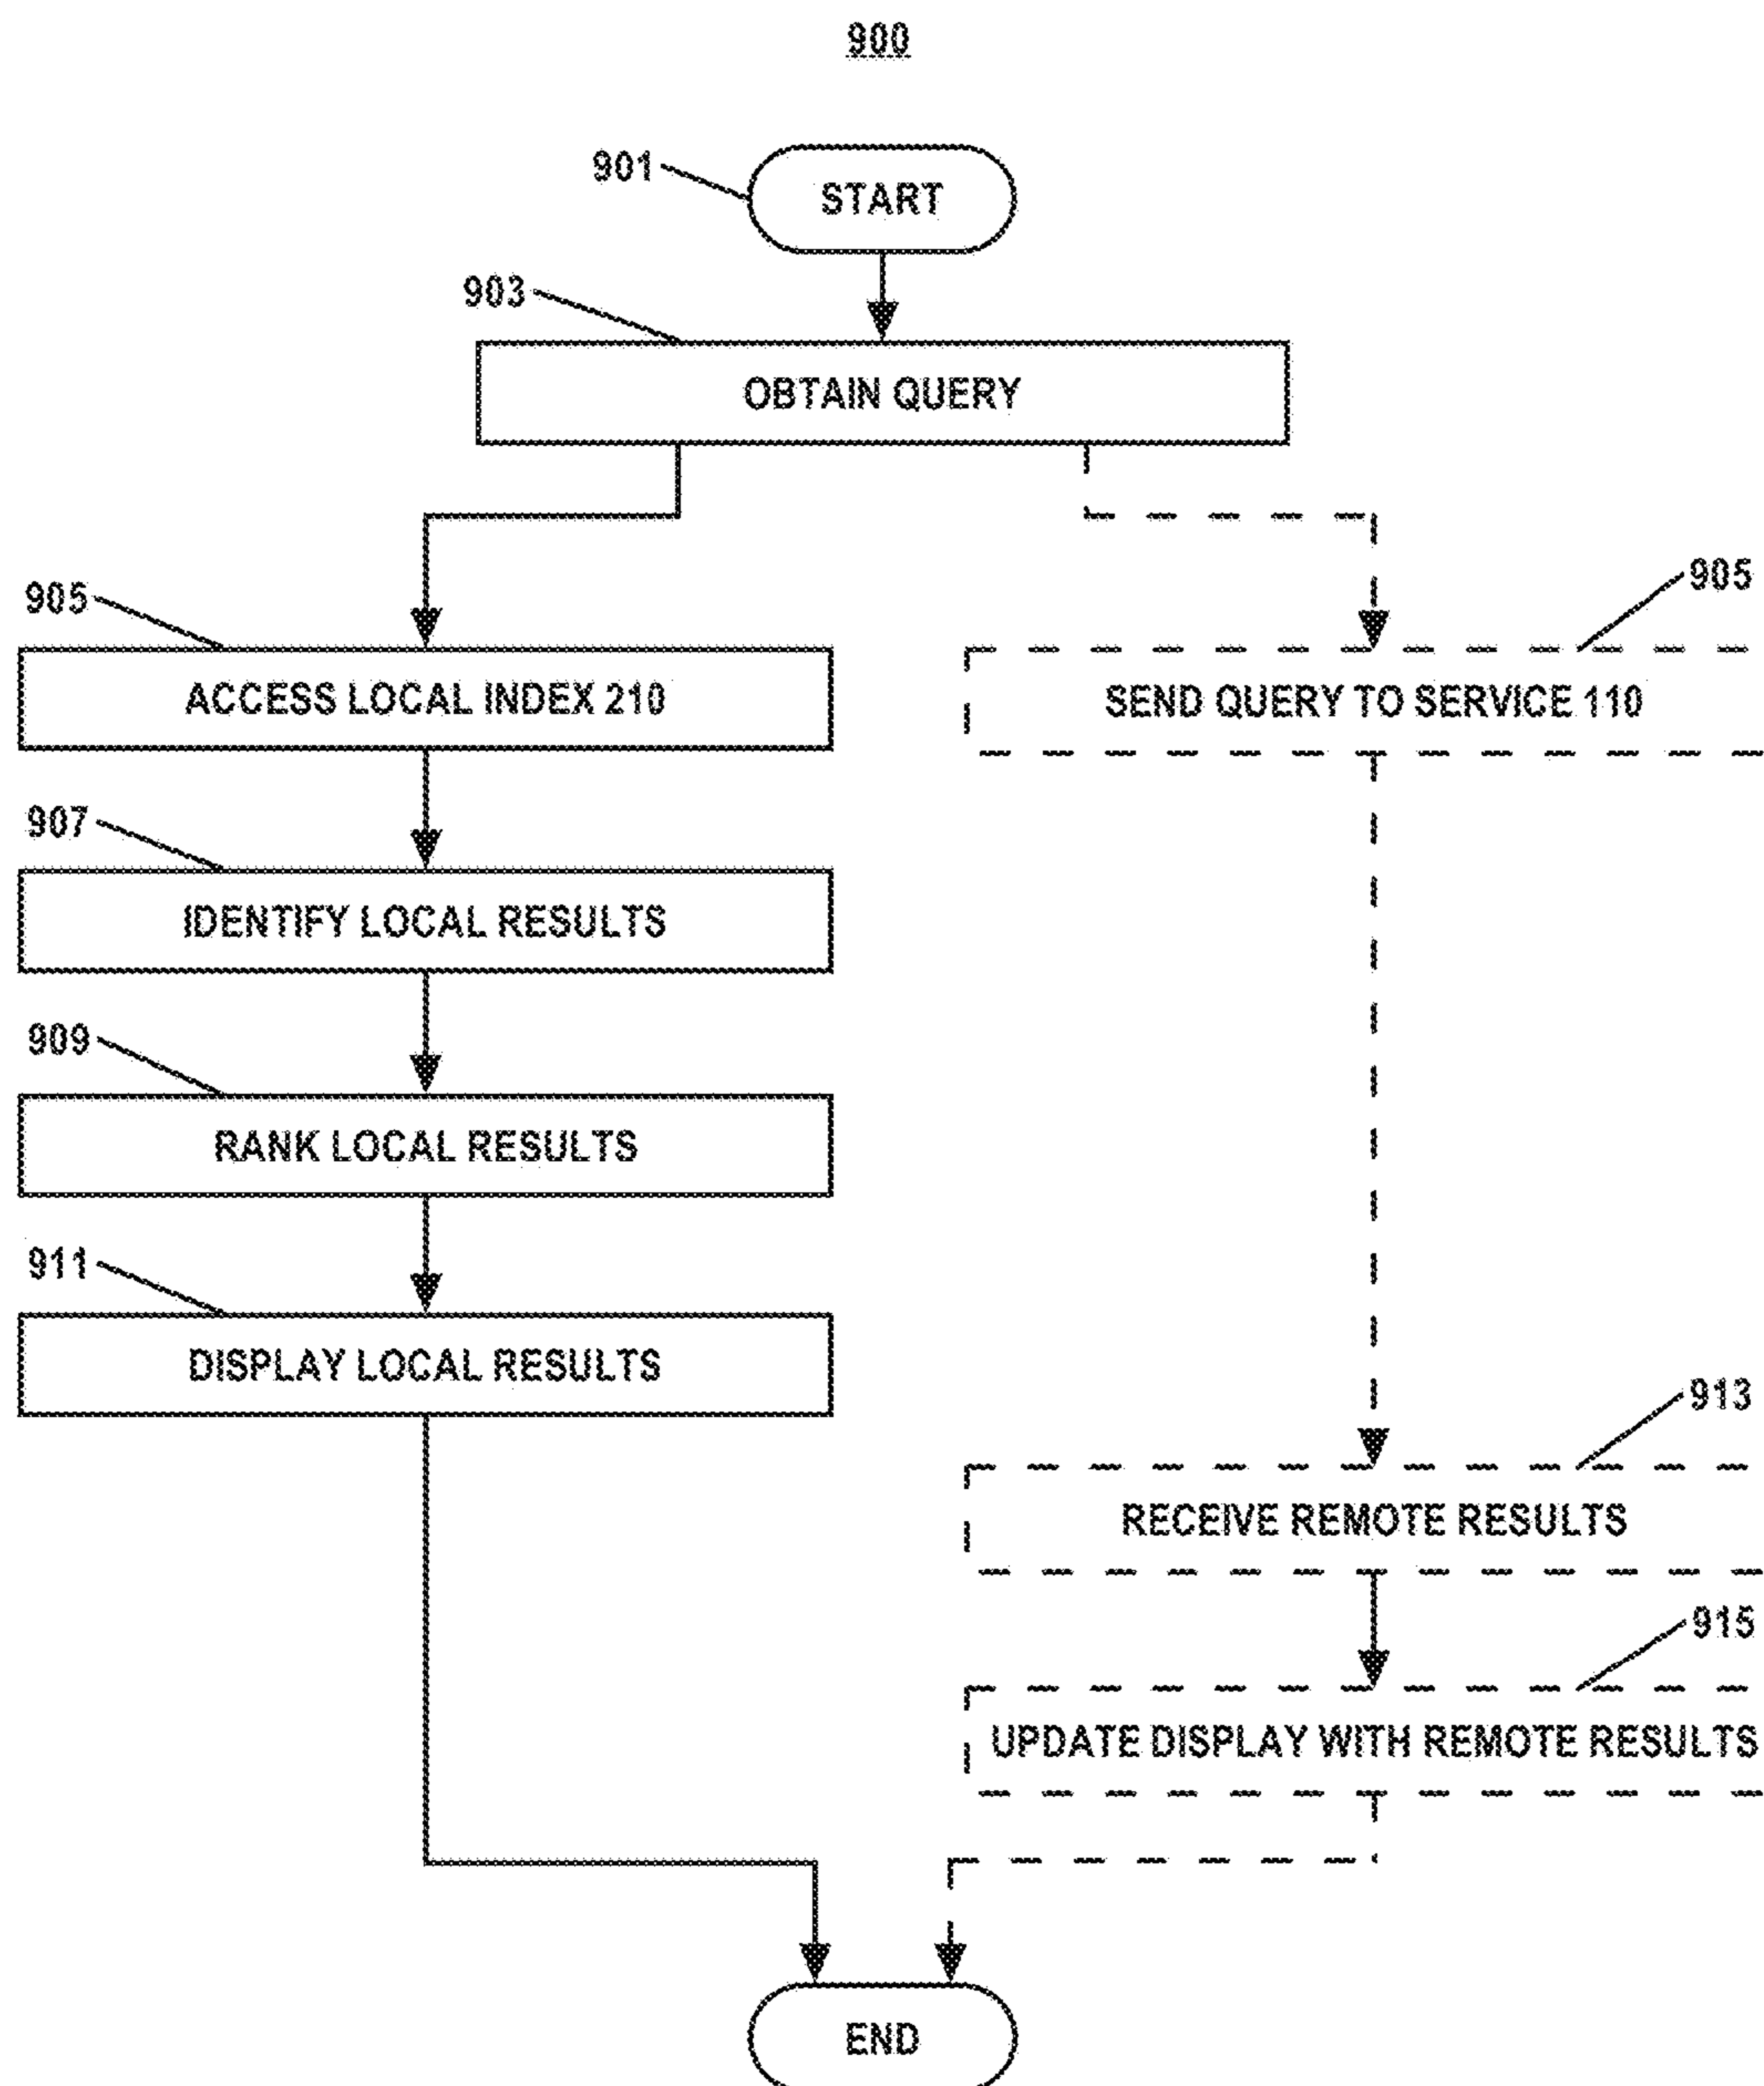 900
901
START
903
OBTAIN QUERY
905
905
ACCESS LOCAL INDEX 210
SEND QUERY TO SERVICE 110
907
IDENTIFY LOCAL RESULTS
909
RANK LOCAL RESULTS
911
DISPLAY LOCAL RESULTS
913
RECEIVE REMOTE RESULTS
915
UPDATE DISPLAY WITH REMOTE RESULTS
END